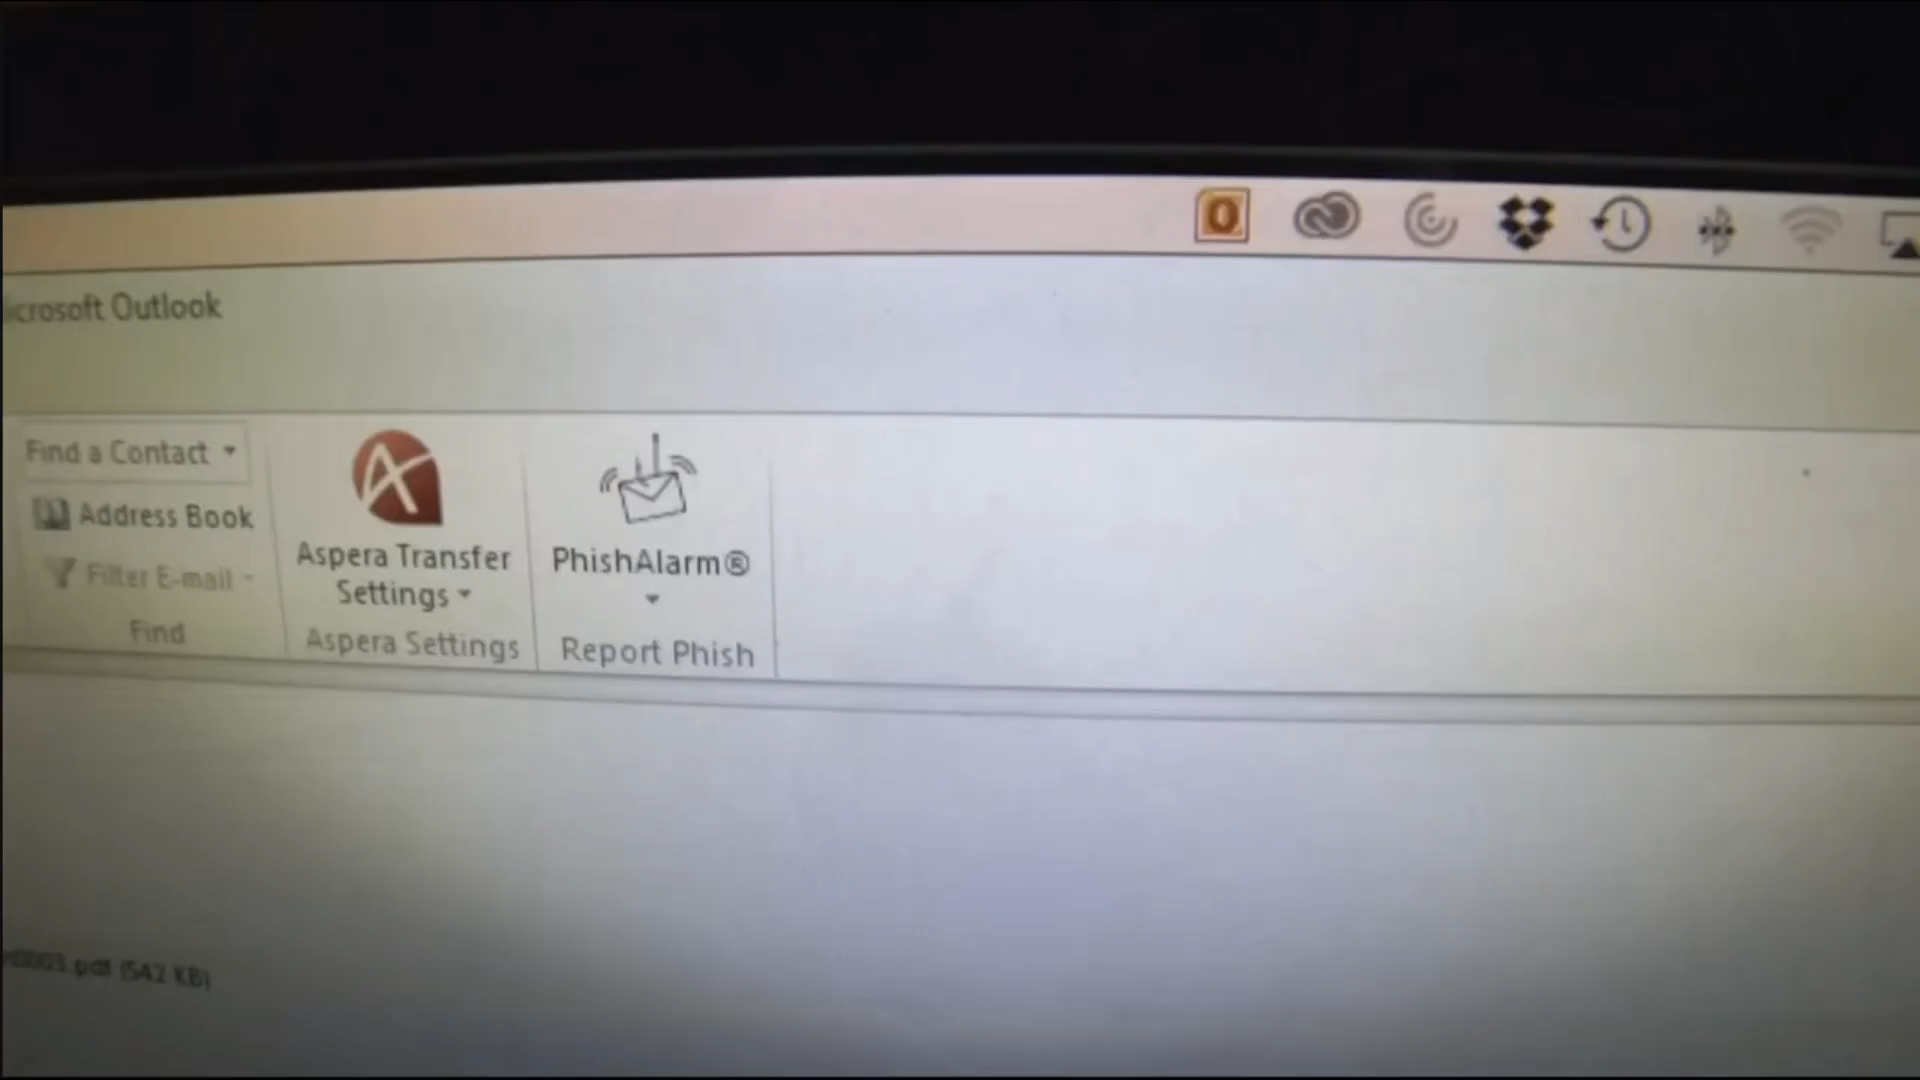 icrosoft Outlook
Find a Contact
Address Book
Filter E-mail
Find
Aspera Transfer
Settings
Aspera Settings
PhishAlarm®
Report Phish
.pdf (542 KB)